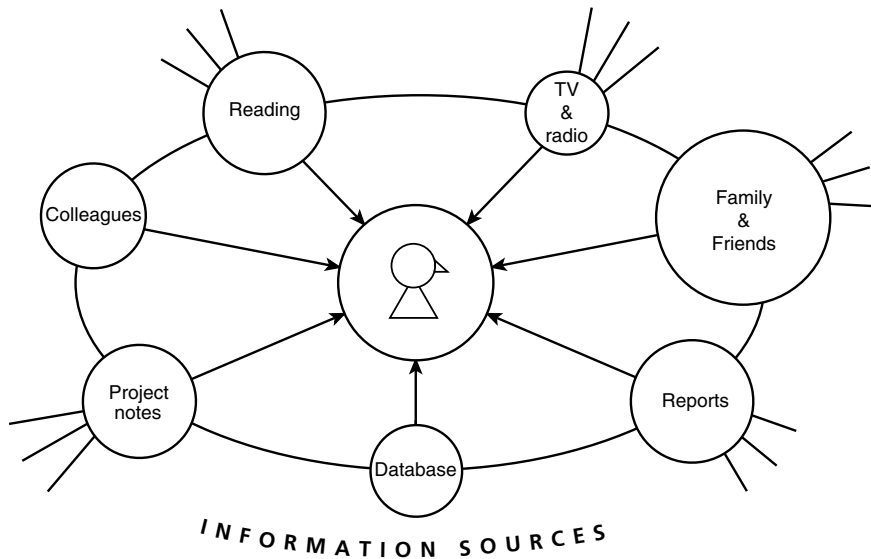 Reading
TV
&
radio
Colleagues
Family
&
Friends
Project
notes
Reports
Database
INFORMATION SOURCES